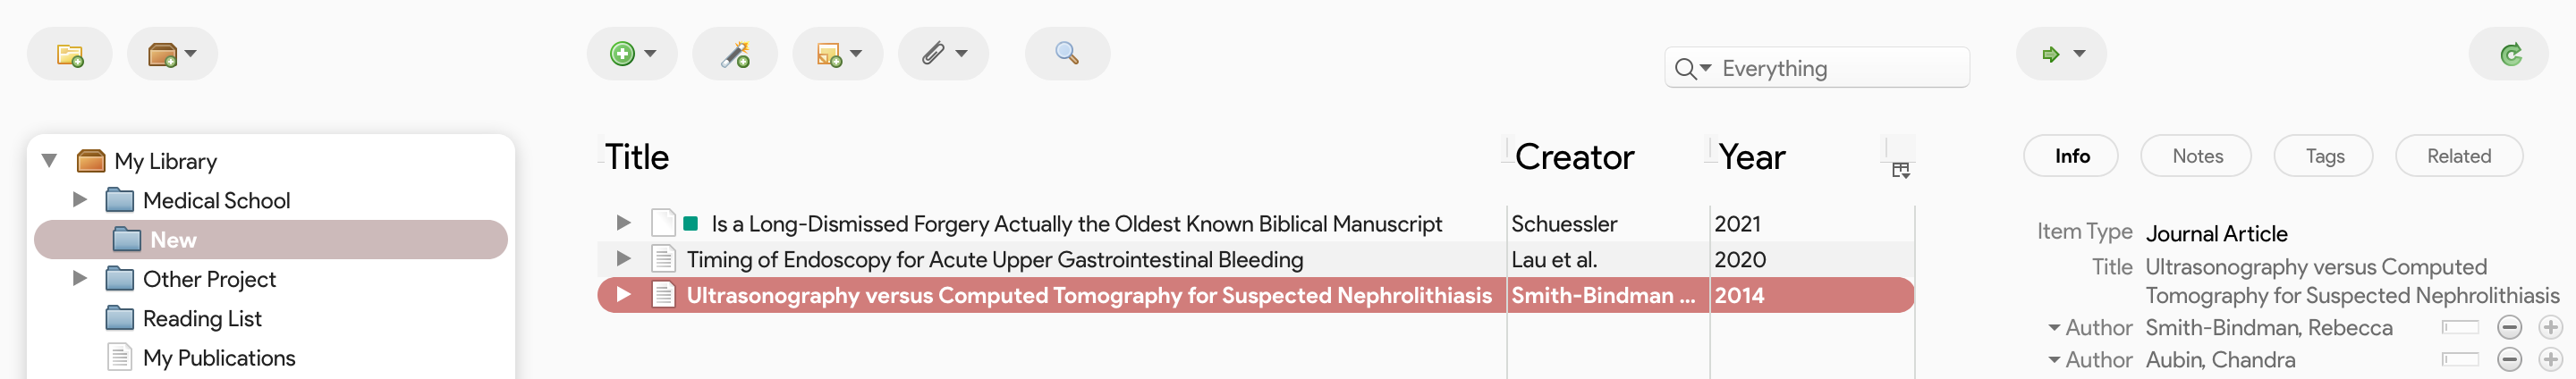 Everything
My Library
Medical School
New
Other Project
Reading List
My Publications
Title Creator Year
Is a Long-Dismissed Forgery Actually the Oldest Known Biblical Manuscript Schuessler 2021
Timing of Endoscopy for Acute Upper Gastrointestinal Bleeding Lau et al. 2020
Ultrasonography versus Computed Tomography for Suspected Nephrolithiasis Smith-Bindman ... 2014
Info Notes Tags Related
Item Type Journal Article
Title Ultrasonography versus Computed
Tomography for Suspected Nephrolithiasis
Author Smith-Bindman, Rebecca
Author Aubin, Chandra